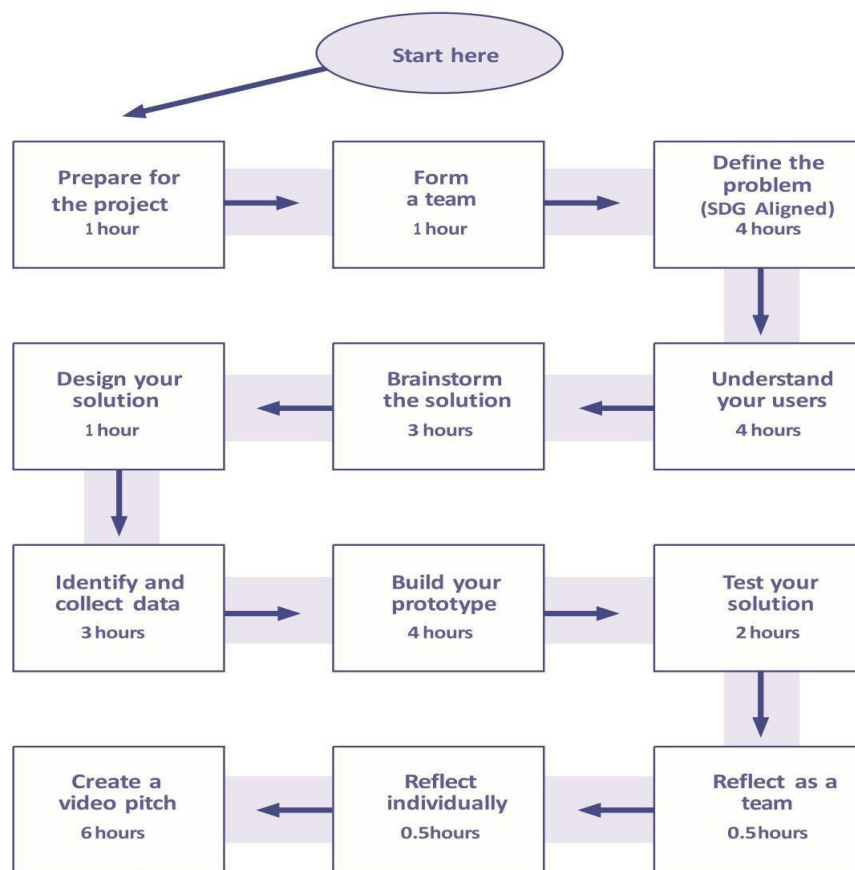 Start here
Prepare for
the project
1 hour
Form
a team
1 hour
Define the
problem
(SDG Aligned)
4 hours
Understand
your users
4 hours
Brainstorm
the solution
3 hours
Design your
solution
1 hour
Identify and
collect data
3 hours
Build your
prototype
4 hours
Test your
solution
2 hours
Reflect as a
team
0.5hours
Reflect
individually
0.5hours
Create a
video pitch
6 hours